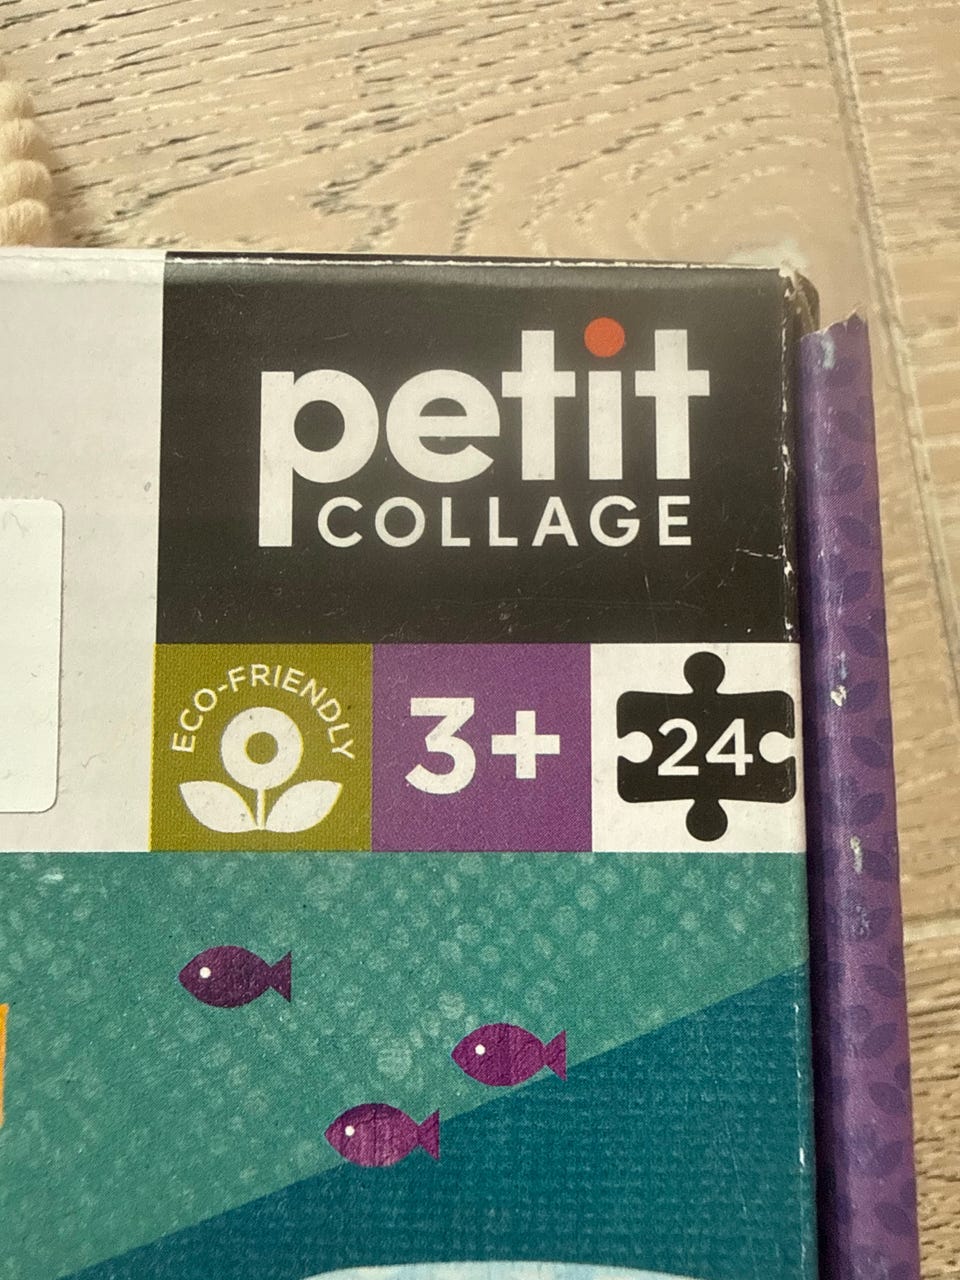 petit
COLLAGE
ECO-FRIENDLY
3+
24